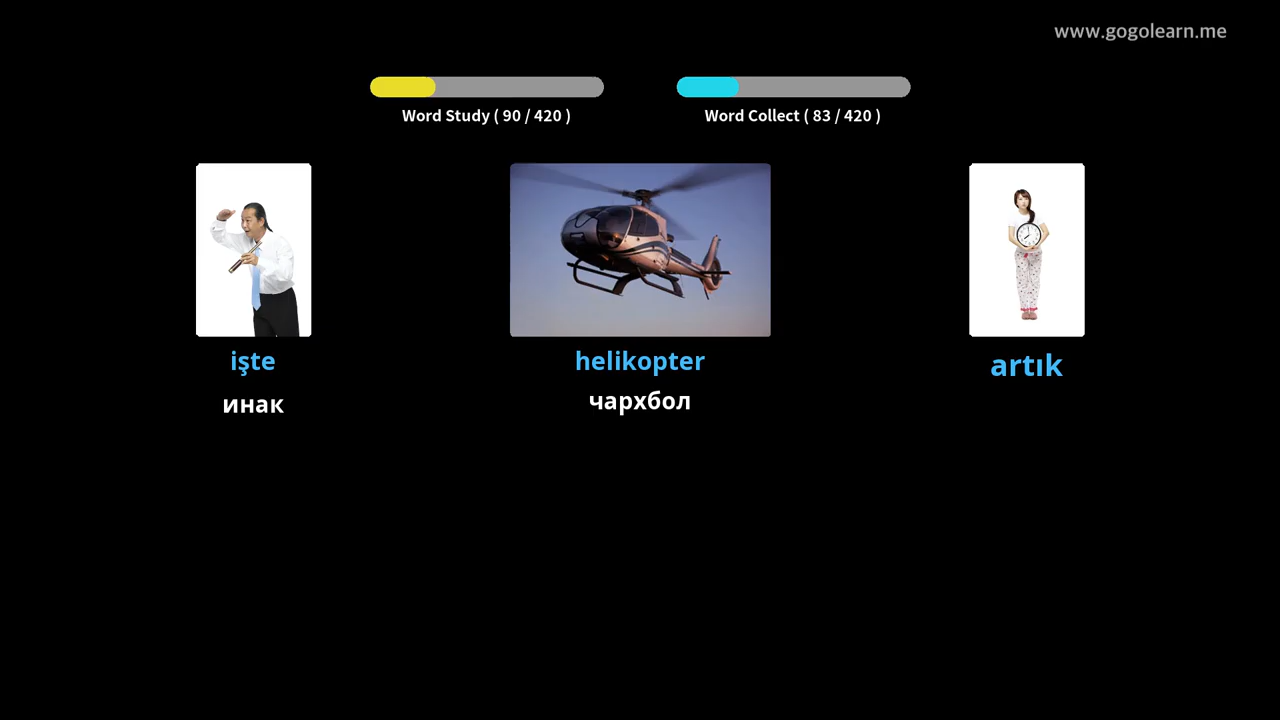 www.gogolearn.me
Word Study ( 90 / 420 )
Word Collect ( 83 / 420 )
işte
инак
helikopter
чархбол
artık